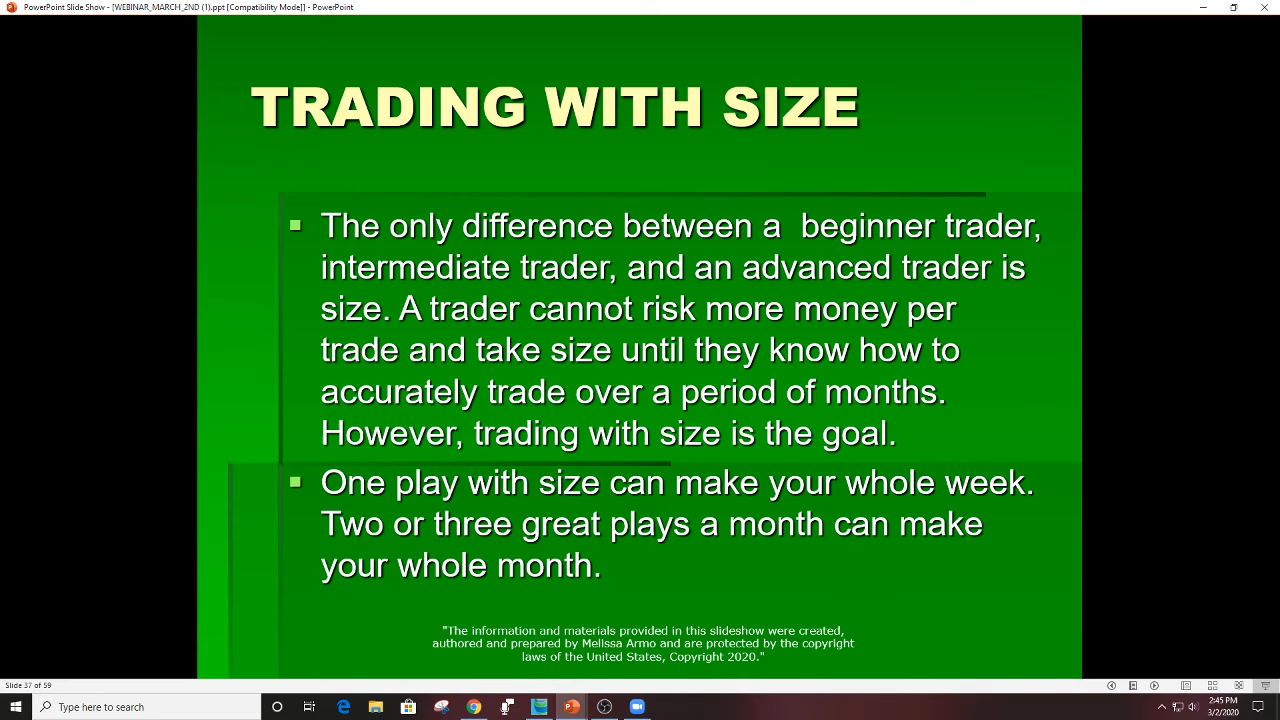 PowerPoint Slide Show - [WEBINAR_MARCH_2ND (1).ppt [Compatibility Mode]] - PowerPoint
TRADING WITH SIZE
The only difference between a  beginner trader,
intermediate trader, and an advanced trader is
size. A trader cannot risk more money per
trade and take size until they know how to
accurately trade over a period of months.
However, trading with size is the goal.
One play with size can make your whole week.
Two or three great plays a month can make
your whole month.
"The information and materials provided in this slideshow were created,
authored and prepared by Melissa Armo and are protected by the copyright
laws of the United States, Copyright 2020."
Slide 37 of 59
Type here to search
2:45 PM
3/2/2020